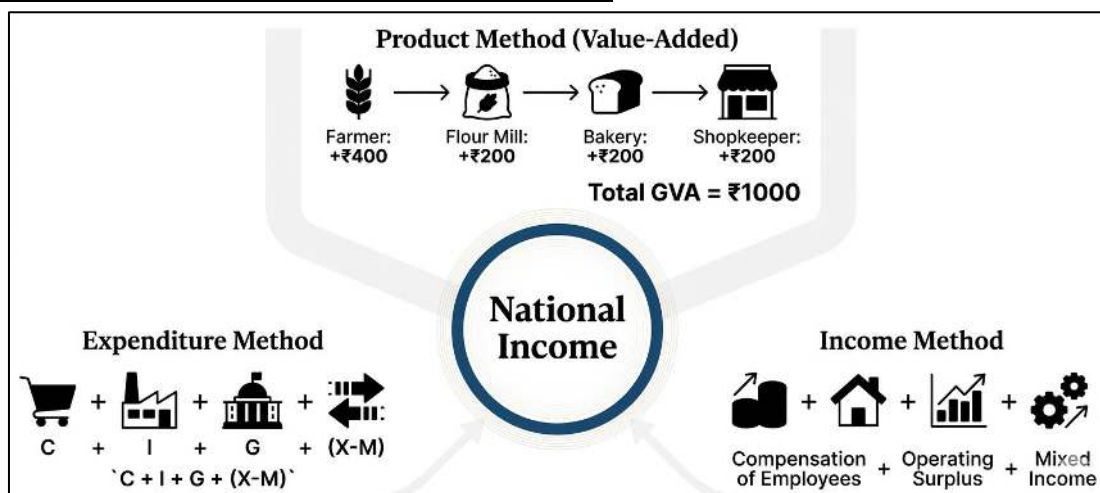 Product Method (Value-Added)
Farmer: Flour Mill: Bakery: Shopkeeper:
+₹400 +₹200 +₹200 +₹200
Total GVA = ₹1000
National
Income
Expenditure Method
+ + +
C + I + G + (X-M)
`C + I + G + (X-M)`
Income Method
+ + +
Compensation of Employees + Operating Surplus + Mixed Income